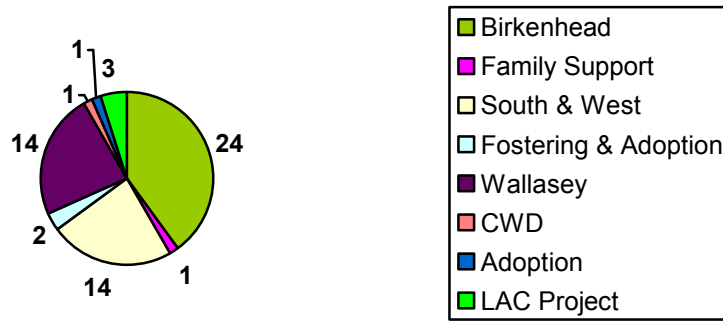 1
3
1
24
14
2
14
1
Birkenhead
Family Support
South & West
Fostering & Adoption
Wallasey
CWD
Adoption
LAC Project